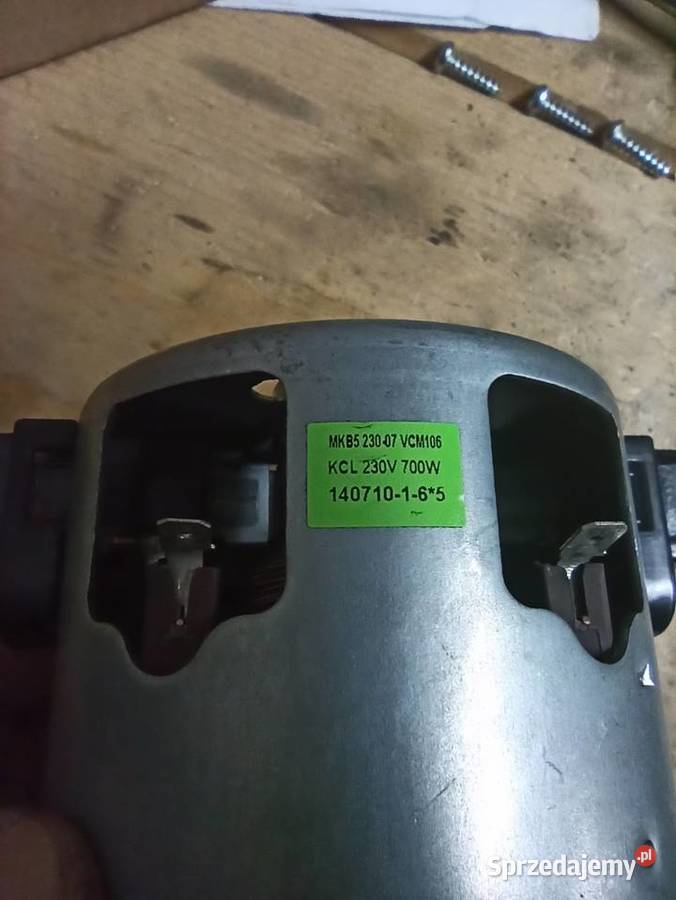 MKB5 230-07 VCM106
KCL 230V 700W
140710-1-6*5
Sprzedajemy.pl